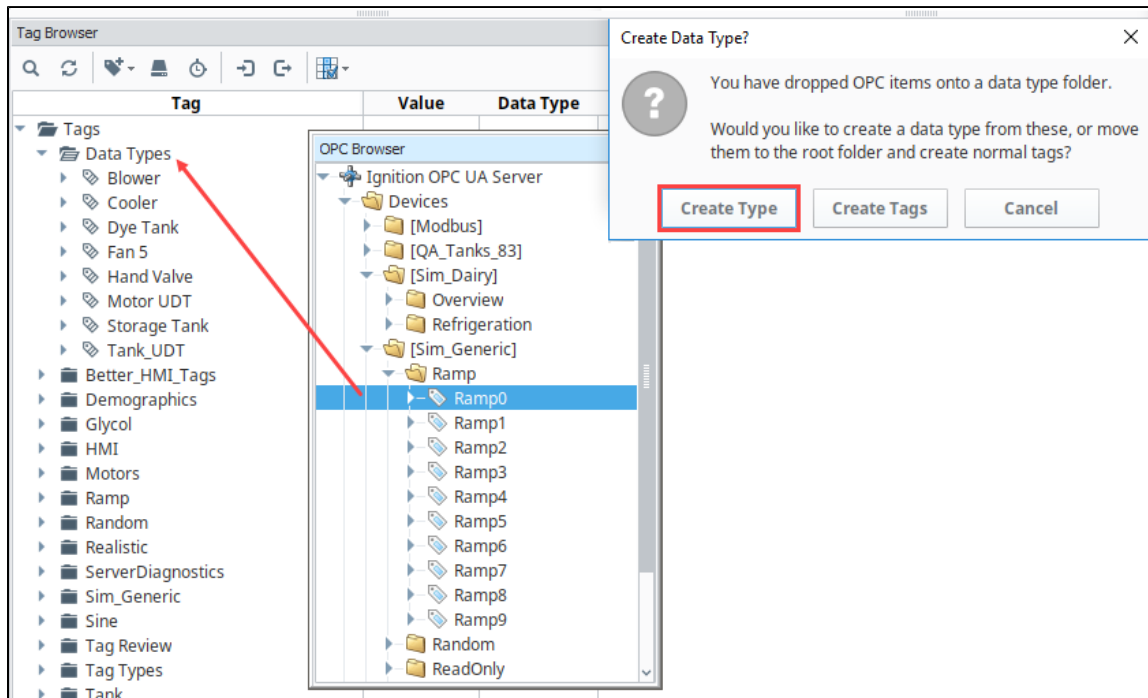 Tag Browser
Tag
Value
Data Type
Tags
Data Types
Blower
Cooler
Dye Tank
Fan 5
Hand Valve
Motor UDT
Storage Tank
Tank_UDT
Better_HMI_Tags
Demographics
Glycol
HMI
Motors
Ramp
Random
Realistic
ServerDiagnostics
Sim_Generic
Sine
Tag Review
Tag Types
Tank
OPC Browser
Ignition OPC UA Server
Devices
[Modbus]
[QA_Tanks_83]
[Sim_Dairy]
Overview
Refrigeration
[Sim_Generic]
Ramp
Ramp0
Ramp1
Ramp2
Ramp3
Ramp4
Ramp5
Ramp6
Ramp7
Ramp8
Ramp9
Random
ReadOnly
Create Data Type?
You have dropped OPC items onto a data type folder.
Would you like to create a data type from these, or move
them to the root folder and create normal tags?
Create Type
Create Tags
Cancel